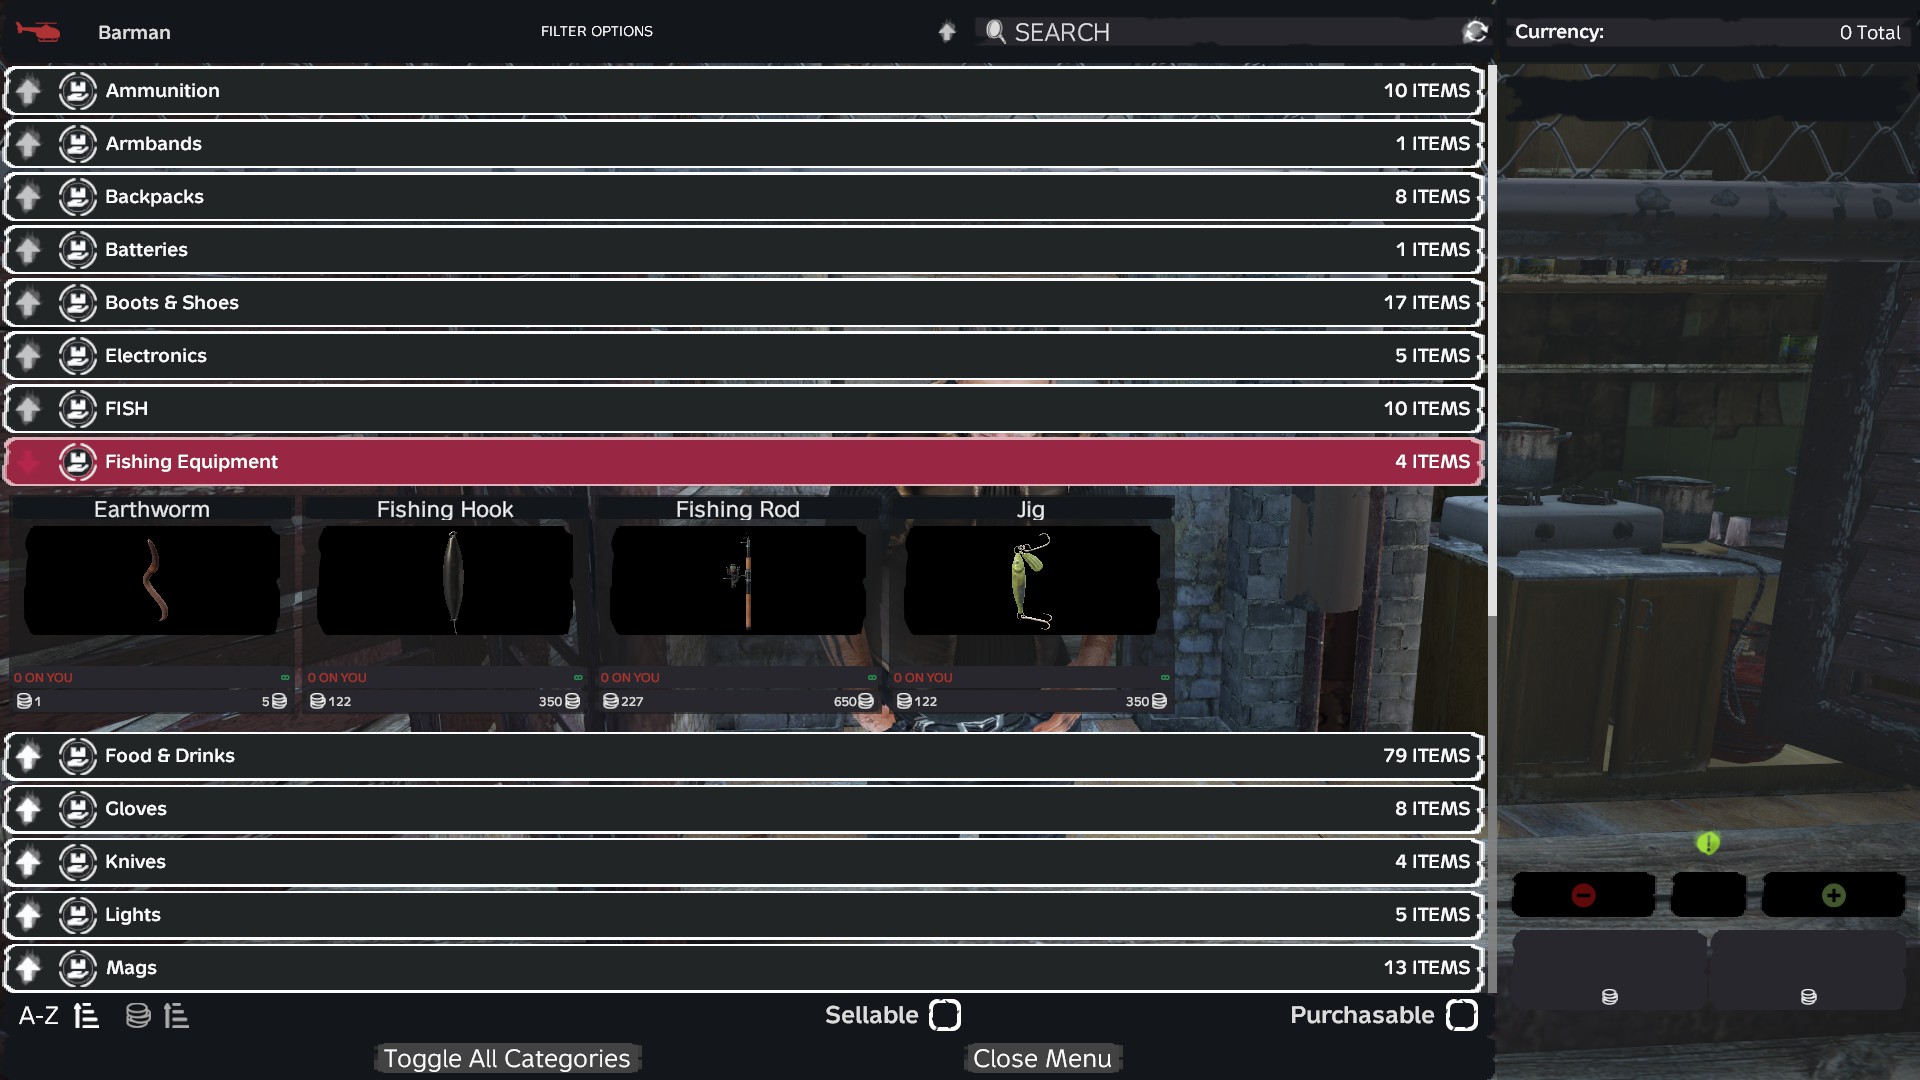 Barman
FILTER OPTIONS
SEARCH
Currency:
0 Total
Ammunition
10 ITEMS
Armbands
1 ITEMS
Backpacks
8 ITEMS
Batteries
1 ITEMS
Boots & Shoes
17 ITEMS
Electronics
5 ITEMS
FISH
10 ITEMS
Fishing Equipment
4 ITEMS
Earthworm
Fishing Hook
Fishing Rod
Jig
0 ON YOU ∞
0 ON YOU ∞
0 ON YOU ∞
0 ON YOU ∞
1 5
122 350
227 650
122 350
Food & Drinks
79 ITEMS
Gloves
8 ITEMS
Knives
4 ITEMS
Lights
5 ITEMS
Mags
13 ITEMS
A-Z
Sellable
Purchasable
Toggle All Categories
Close Menu